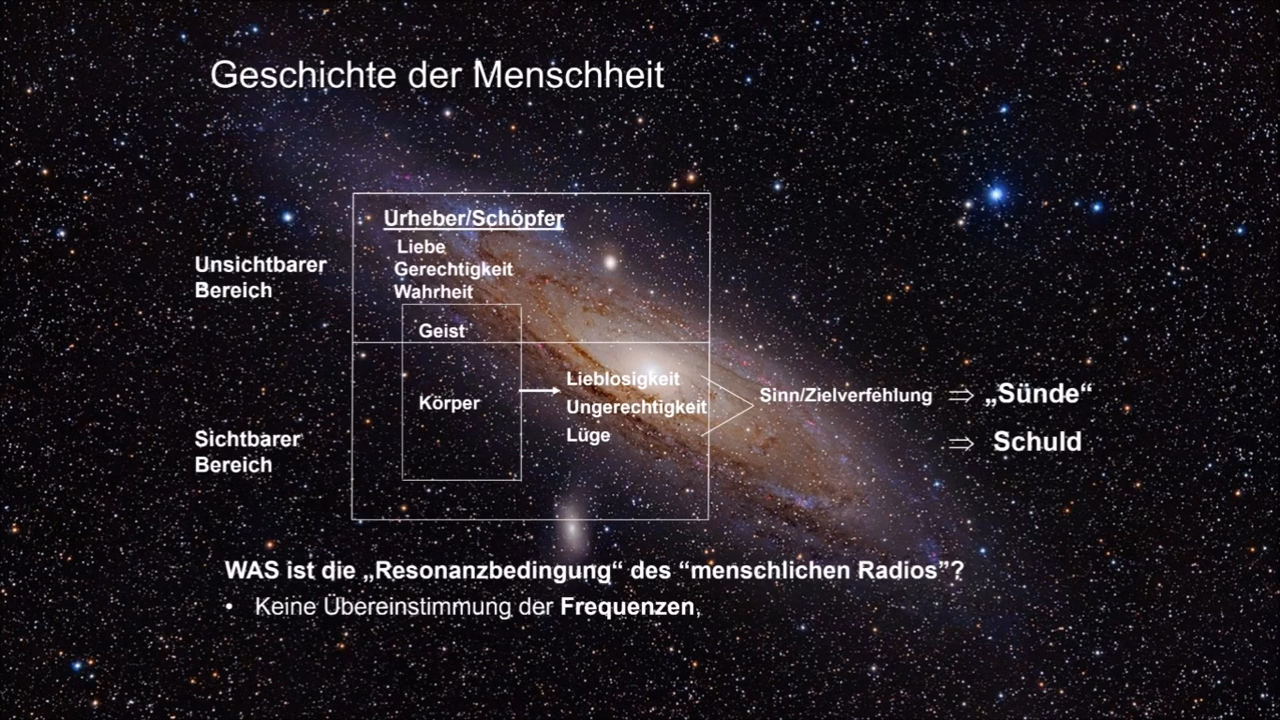 Geschichte der Menschheit
Urheber/Schöpfer
Liebe
Gerechtigkeit
Wahrheit
Unsichtbarer
Bereich
Geist
Körper
Lieblosigkeit
Ungerechtigkeit
Lüge
Sinn/Zielverfehlung
⇒ „Sünde“
⇒ Schuld
Sichtbarer
Bereich
WAS ist die „Resonanzbedingung“ des “menschlichen Radios”?
• Keine Übereinstimmung der Frequenzen,